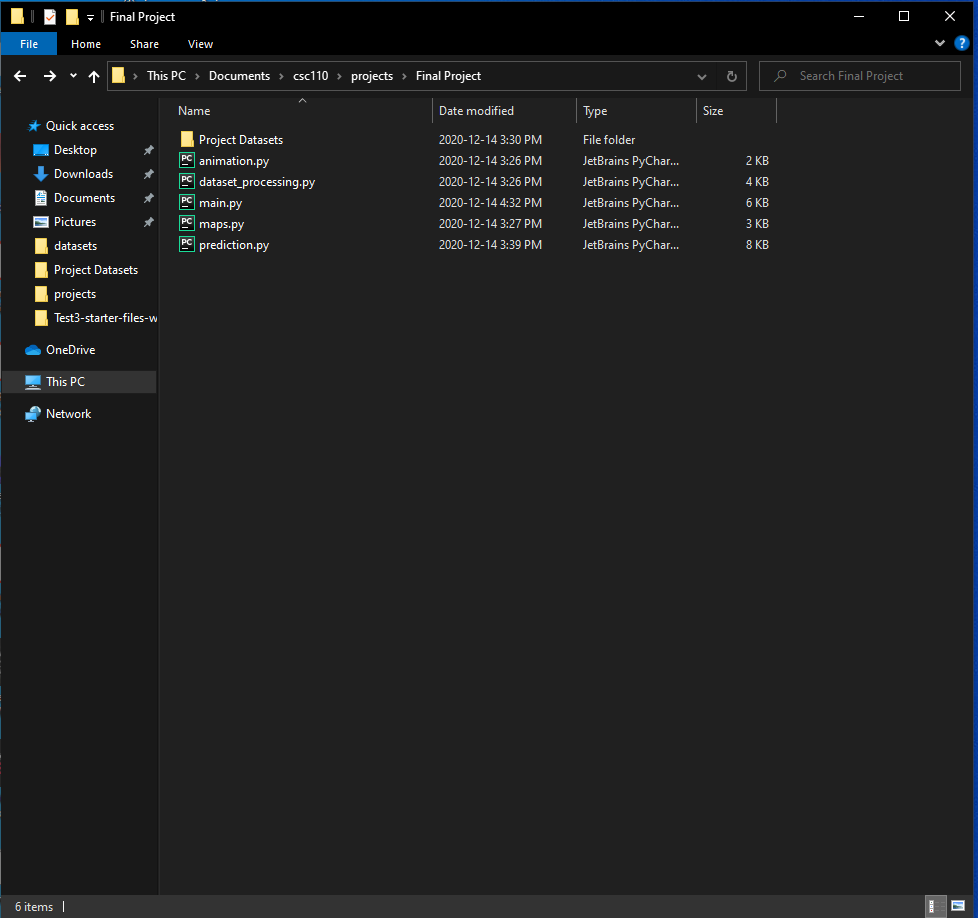 Final Project
File Home Share View
This PC Documents csc110 projects Final Project Search Final Project
Name Date modified Type Size
Quick access
Desktop
Downloads
Documents
Pictures
datasets
Project Datasets
projects
Test3-starter-files-w
OneDrive
This PC
Network
Project Datasets 2020-12-14 3:30 PM File folder
PC animation.py 2020-12-14 3:26 PM JetBrains PyChar... 2 KB
PC dataset_processing.py 2020-12-14 3:26 PM JetBrains PyChar... 4 KB
PC main.py 2020-12-14 4:32 PM JetBrains PyChar... 6 KB
PC maps.py 2020-12-14 3:27 PM JetBrains PyChar... 3 KB
PC prediction.py 2020-12-14 3:39 PM JetBrains PyChar... 8 KB
6 items